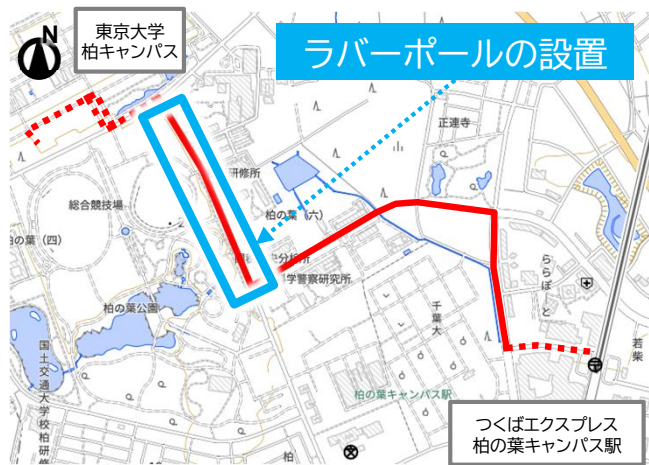 N
東京大学
柏キャンパス
ラバーポールの設置
正連寺
研修所
総合競技場
柏の葉(六)
の葉(四)
分析所
学警察研究所
ららぽーと
柏の葉公園
千葉大
若柴
国土交通大学校柏研修
柏の葉キャンパス駅
つくばエクスプレス
柏の葉キャンパス駅
柏